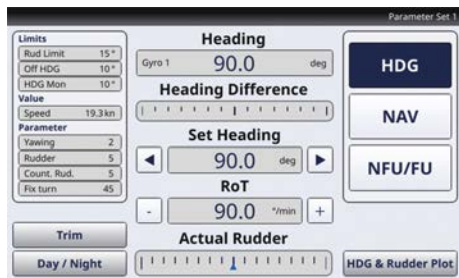 Parameter Set 1
Limits
Rud Limit 15°
Off HDG 10°
HDG Mon 10°
Value
Speed 19.3 kn
Parameter
Yawing 2
Rudder 5
Count. Rud. 5
Fix turn 45
Trim
Day / Night
Heading
Gyro 1 90.0 deg
Heading Difference
Set Heading
90.0 deg
RoT
- 90.0 °/min +
Actual Rudder
HDG
NAV
NFU/FU
HDG & Rudder Plot